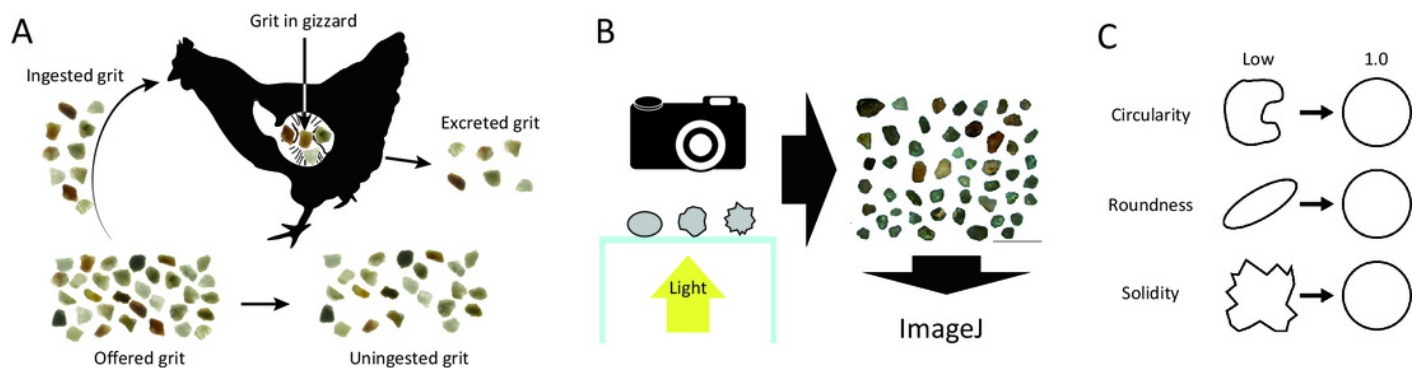 A
Grit in gizzard
Ingested grit
Excreted grit
Offered grit
Uningested grit
B
Light
ImageJ
C
Low
1.0
Circularity
Roundness
Solidity